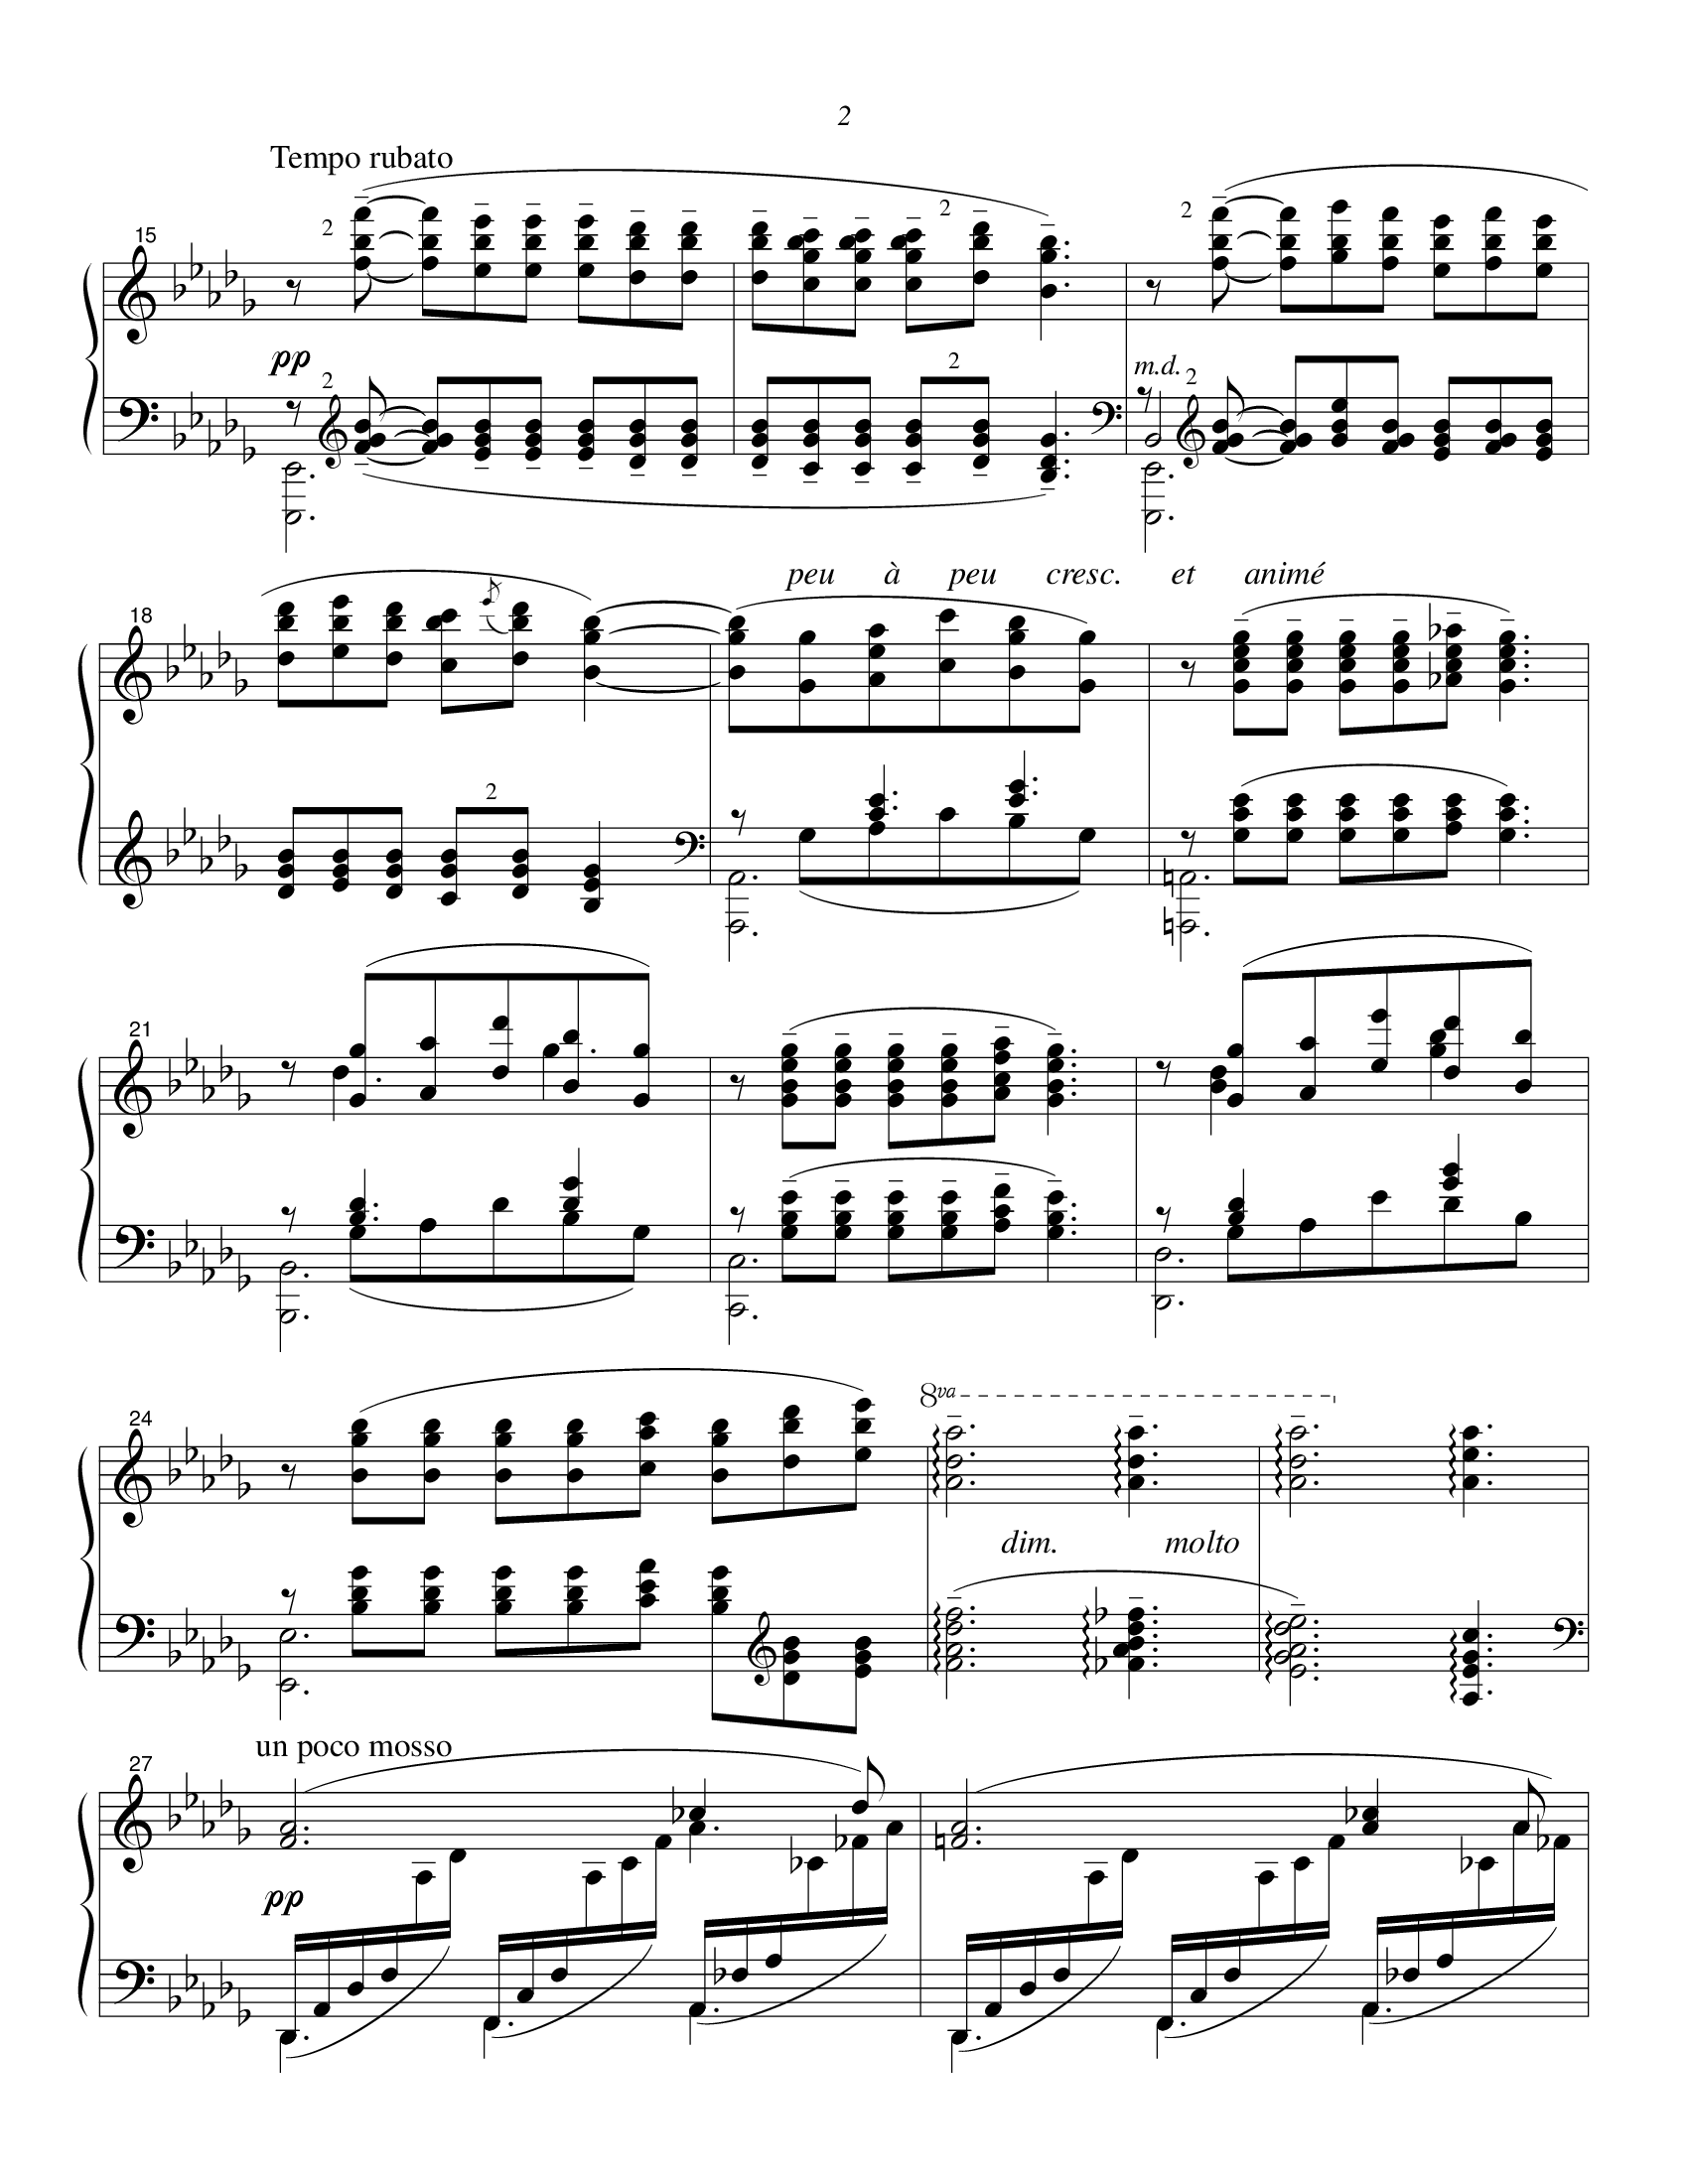 2
Tempo rubato
15
2
2
2
pp
2
2
m.d.
2
peu à peu cresc. et animé
18
2
21
24
8va
dim. molto
un poco mosso
27
pp